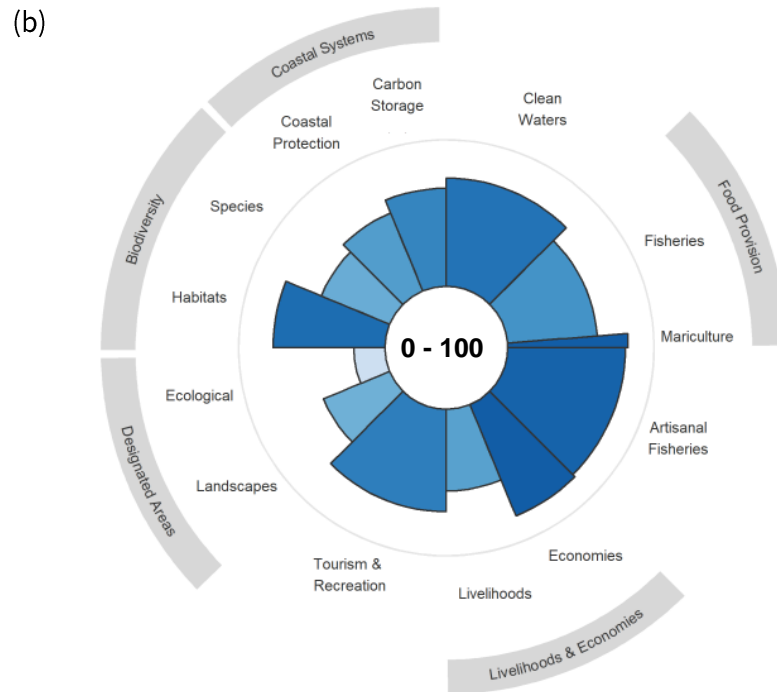 (b)
Coastal Systems
Carbon
Storage
Clean
Waters
Coastal
Protection
Food Provision
Species
Biodiversity
Fisheries
Habitats
Mariculture
0 - 100
Ecological
Artisanal
Fisheries
Designated Areas
Landscapes
Tourism &
Recreation
Economies
Livelihoods
Livelihoods & Economies